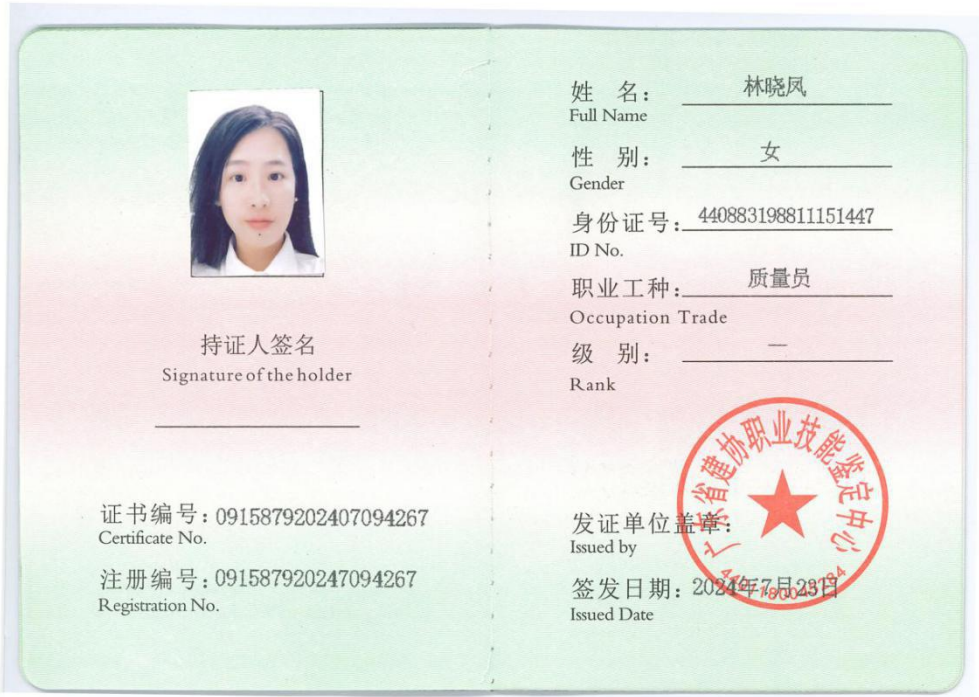 持证人签名
Signature of the holder
证书编号：0915879202407094267
Certificate No.
注册编号：091587920247094267
Registration No.
姓 名： 林晓凤
Full Name
性 别： 女
Gender
身份证号：440883198811151447
ID No.
职业工种：质量员
Occupation Trade
级 别： 一
Rank
发证单位盖章：
Issued by
签发日期：2024年7月23日
Issued Date
广东省建协职业技能鉴定中心